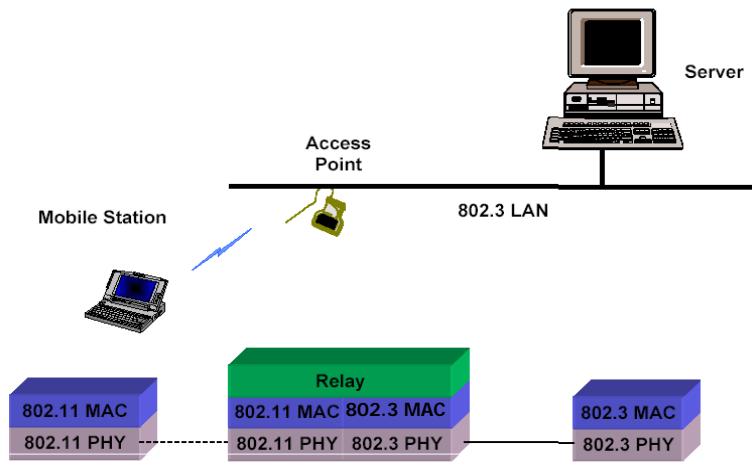 Server
Access
Point
802.3 LAN
Mobile Station
Relay
802.11 MAC
802.11 MAC
802.3 MAC
802.3 MAC
802.11 PHY
802.11 PHY
802.3 PHY
802.3 PHY